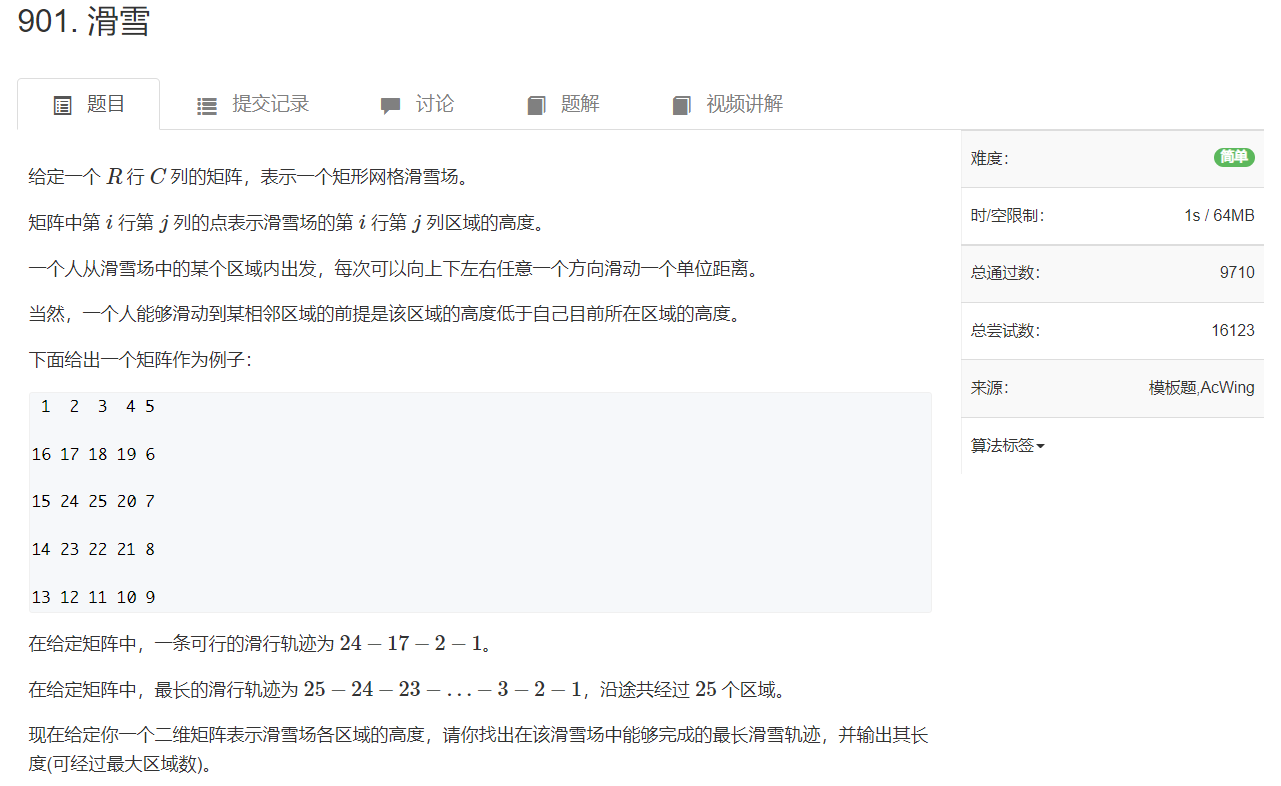 901. 滑雪
题目 提交记录 讨论 题解 视频讲解
给定一个 R 行 C 列的矩阵，表示一个矩形网格滑雪场。
矩阵中第 i 行第 j 列的点表示滑雪场的第 i 行第 j 列区域的高度。
一个人从滑雪场中的某个区域内出发，每次可以向上下左右任意一个方向滑动一个单位距离。
当然，一个人能够滑动到某相邻区域的前提是该区域的高度低于自己目前所在区域的高度。
下面给出一个矩阵作为例子：
1 2 3 4 5
16 17 18 19 6
15 24 25 20 7
14 23 22 21 8
13 12 11 10 9
在给定矩阵中，一条可行的滑行轨迹为 24 − 17 − 2 − 1。
在给定矩阵中，最长的滑行轨迹为 25 − 24 − 23 − … − 3 − 2 − 1，沿途共经过 25 个区域。
现在给定你一个二维矩阵表示滑雪场各区域的高度，请你找出在该滑雪场中能够完成的最长滑雪轨迹，并输出其长
度(可经过最大区域数)。
难度： 简单
时/空限制： 1s / 64MB
总通过数： 9710
总尝试数： 16123
来源： 模板题,AcWing
算法标签